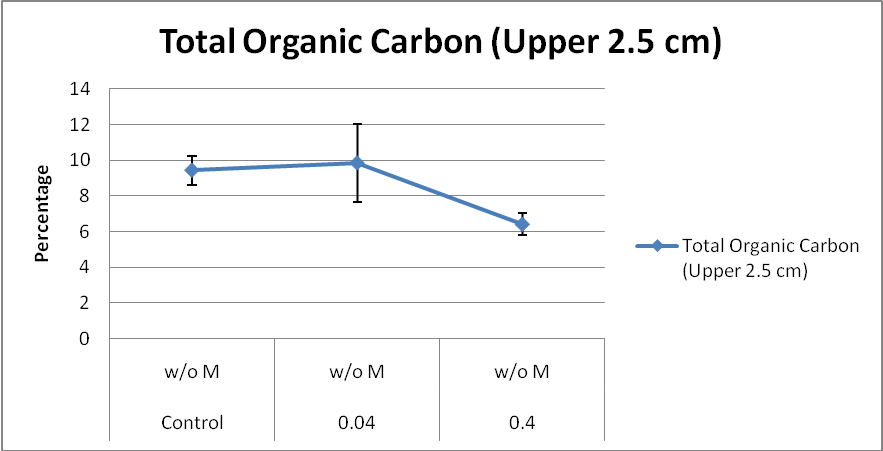 Total Organic Carbon (Upper 2.5 cm)
14
12
10
8
6
4
2
0
Percentage
w/o M
w/o M
w/o M
Control
0.04
0.4
Total Organic Carbon
(Upper 2.5 cm)